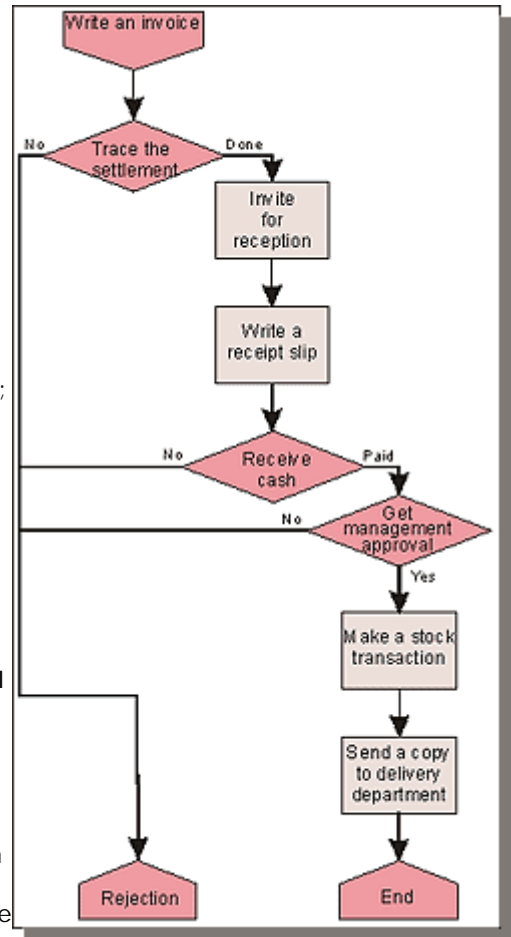 Write an invoice
No
Trace the
settlement
Done
Invite
for
reception
Write a
receipt slip
;
No
Receive
cash
Paid
No
Get
management
approval
Yes
Make a stock
transaction
Send a copy
to delivery
department
Rejection
End
e